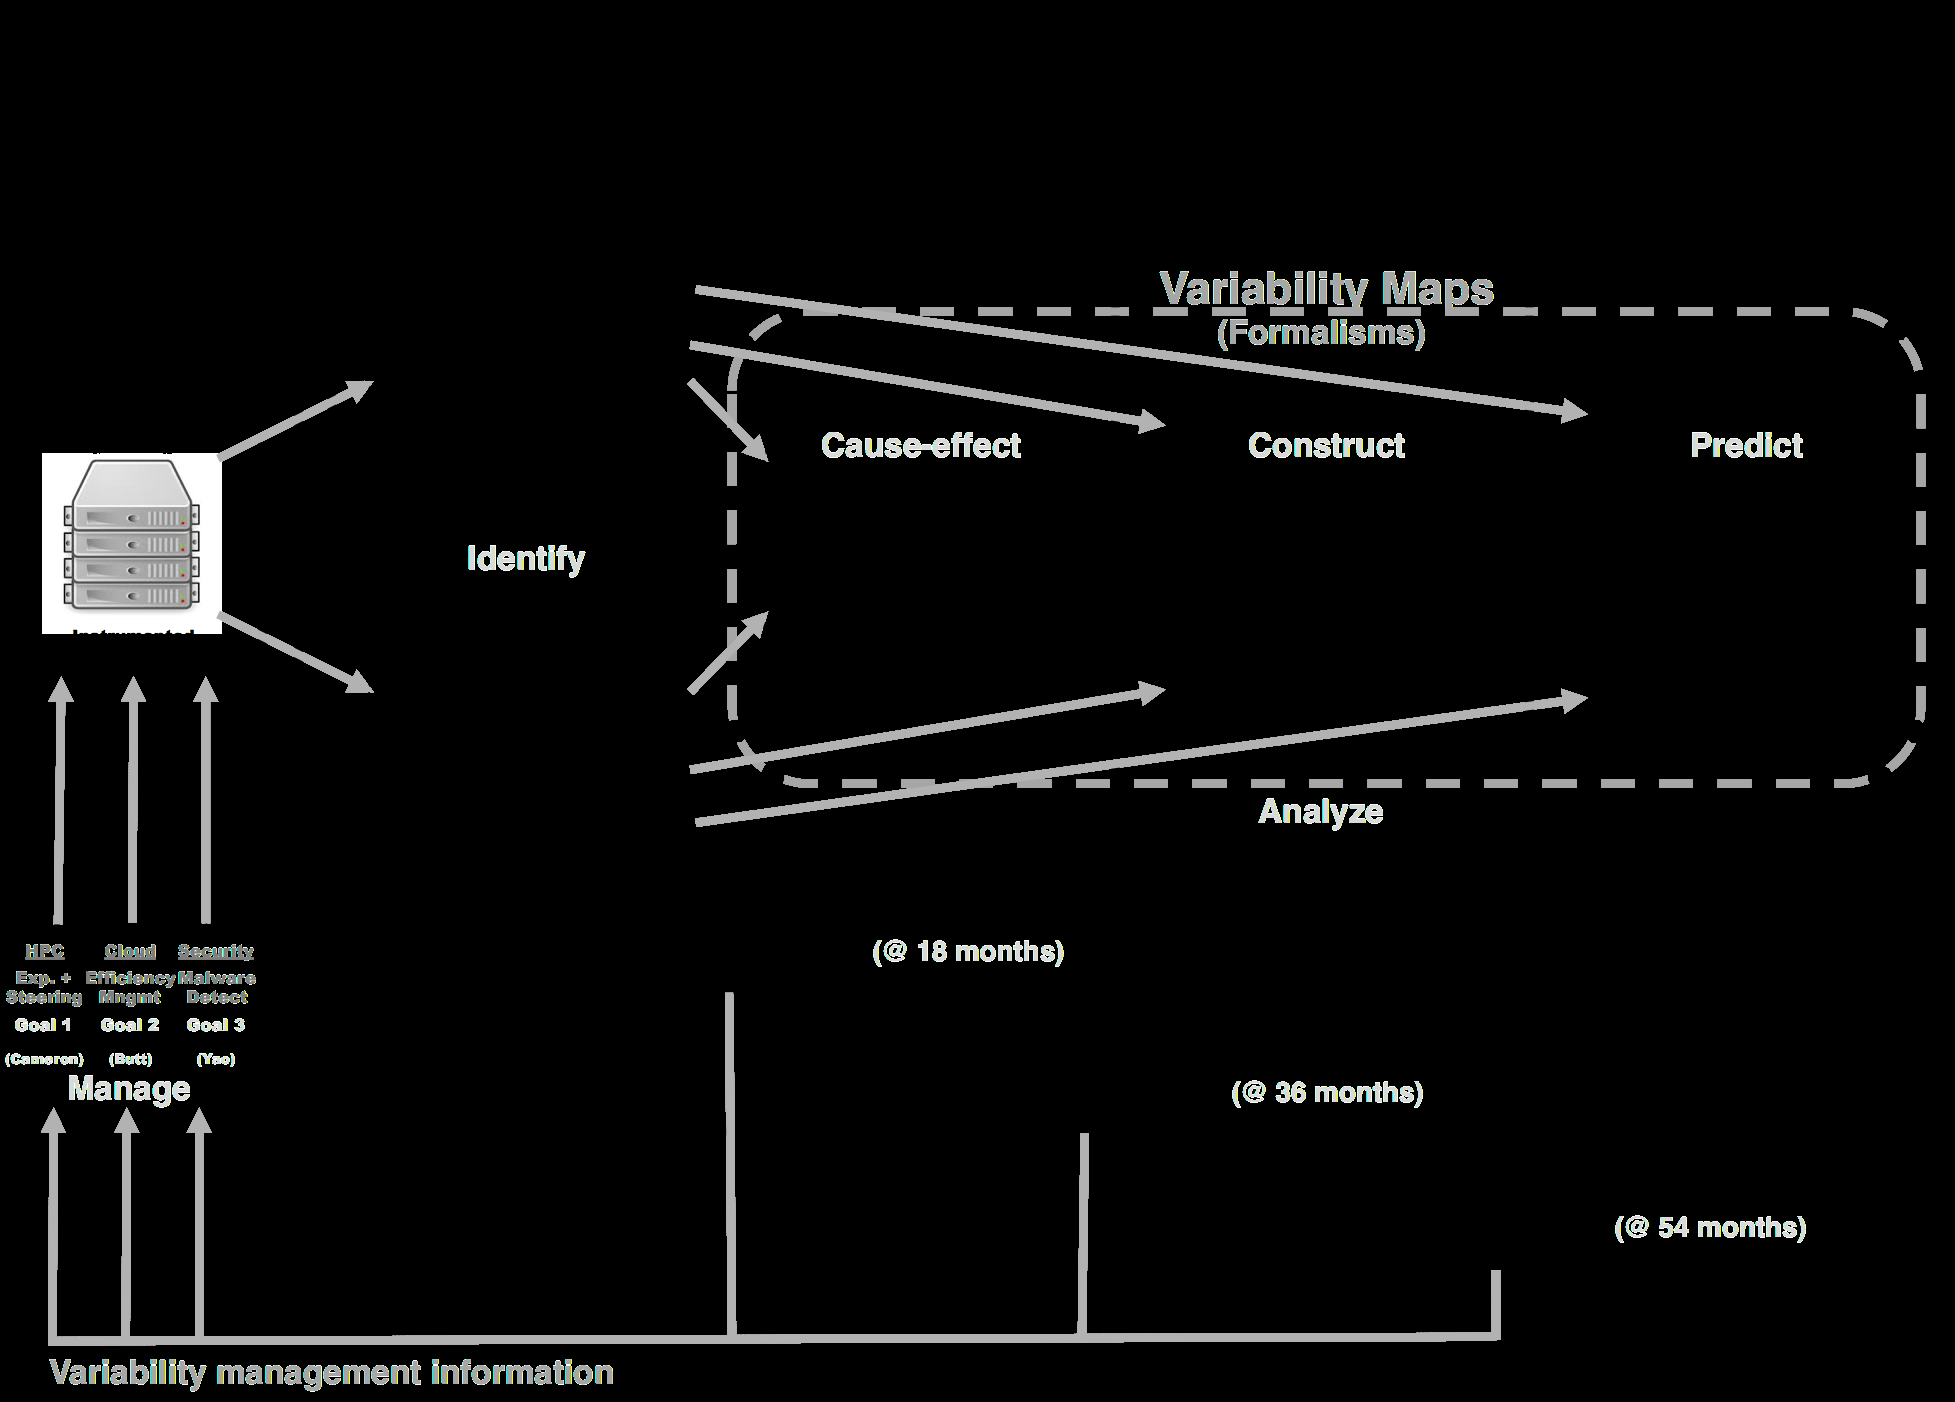 Variability Maps
(Formalisms)
Cause-effect
Construct
Predict
Identify
Instrumented
Analyze
HPC
Exp. +
Steering
Goal 1
(Cameron)
Cloud
Efficiency
Mngmt
Goal 2
(Butt)
Security
Malware
Detect
Goal 3
(Yao)
Manage
(@ 18 months)
(@ 36 months)
(@ 54 months)
Variability management information